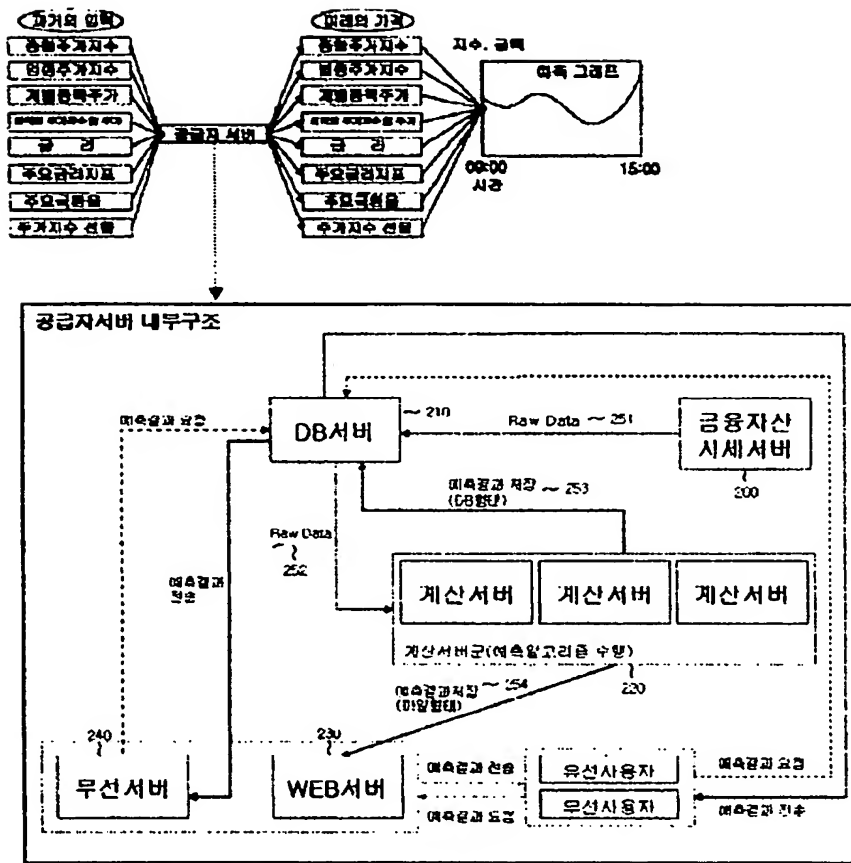 과거의 입력
종합주가지수
업종주가지수
개별종목주가
금 리
주요금리지표
주요국환율
주가지수 선물
공급자 서버
미래의 가격
종합주가지수
업종주가지수
개별종목주가
금 리
주요금리지표
주요국환율
주가지수 선물
지수, 금액
예측 그래프
09:00
15:00
시간
공급자서버 내부구조
예측결과 요청
DB서버
210
Raw Data
251
금융자산
시세서버
200
예측결과 저장
(DB형태)
253
Raw Data
252
예측결과
전송
계산서버
계산서버
계산서버
계산서버군(예측알고리즘 수행)
220
예측결과저장
(파일형태)
254
240
무선서버
230
WEB서버
예측결과 전송
예측결과 요청
유선사용자
무선사용자
예측결과 요청
예측결과 전송